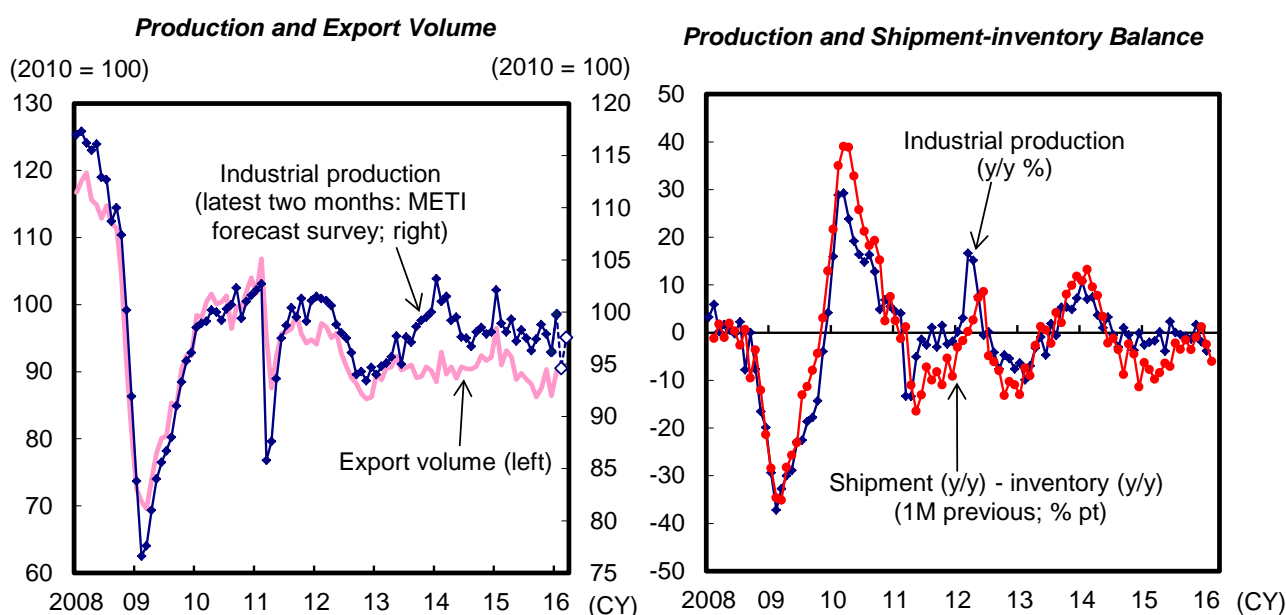 Production and Export Volume
(2010 = 100)
(2010 = 100)
130
120
110
100
90
80
70
60
120
115
110
105
100
95
90
85
80
75
Industrial production
(latest two months: METI
forecast survey; right)
Export volume (left)
2008 09 10 11 12 13 14 15 16 (CY)
Production and Shipment-inventory Balance
50
40
30
20
10
0
-10
-20
-30
-40
-50
Industrial production
(y/y %)
Shipment (y/y) - inventory (y/y)
(1M previous; % pt)
2008 09 10 11 12 13 14 15 16 (CY)